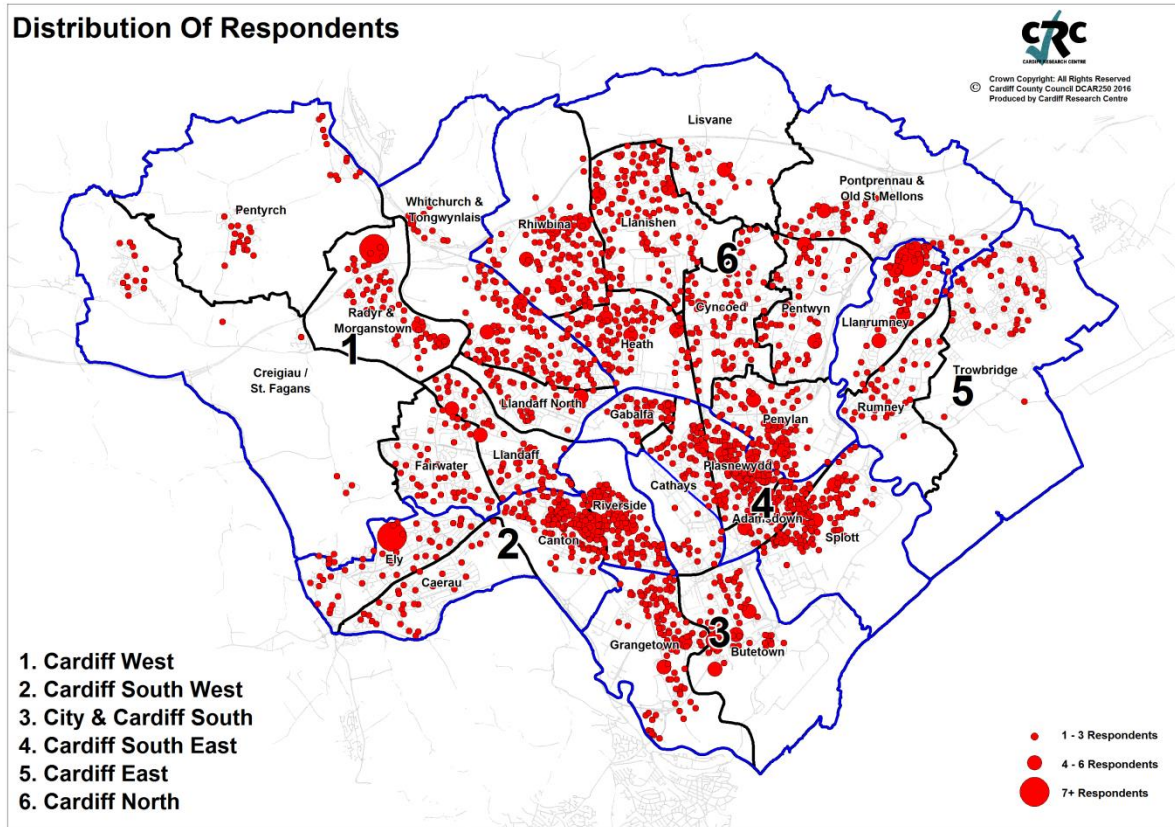 Distribution Of Respondents
CRC
CARDIFF RESEARCH CENTRE
© Crown Copyright: All Rights Reserved
Cardiff County Council DCAR250 2016
Produced by Cardiff Research Centre
Lisvane
Pontprennau &
Old St Mellons
Whitchurch &
Tongwynlais
Pentyrch
Rhiwbina
Llanishen
6
Radyr &
Morganstown
Cyncoed
Pentwyn
Llanrumney
1
Heath
Creigiau /
St. Fagans
Trowbridge
5
Llandaff North
Rumney
Gabalfa
Penylan
Fairwater
Llandaff
Plasnewydd
Cathays
4
Riverside
Adamsdown
Canton
Splott
2
Ely
Caerau
3
Grangetown
Butetown
1. Cardiff West
2. Cardiff South West
3. City & Cardiff South
4. Cardiff South East
5. Cardiff East
6. Cardiff North
1 - 3 Respondents
4 - 6 Respondents
7+ Respondents